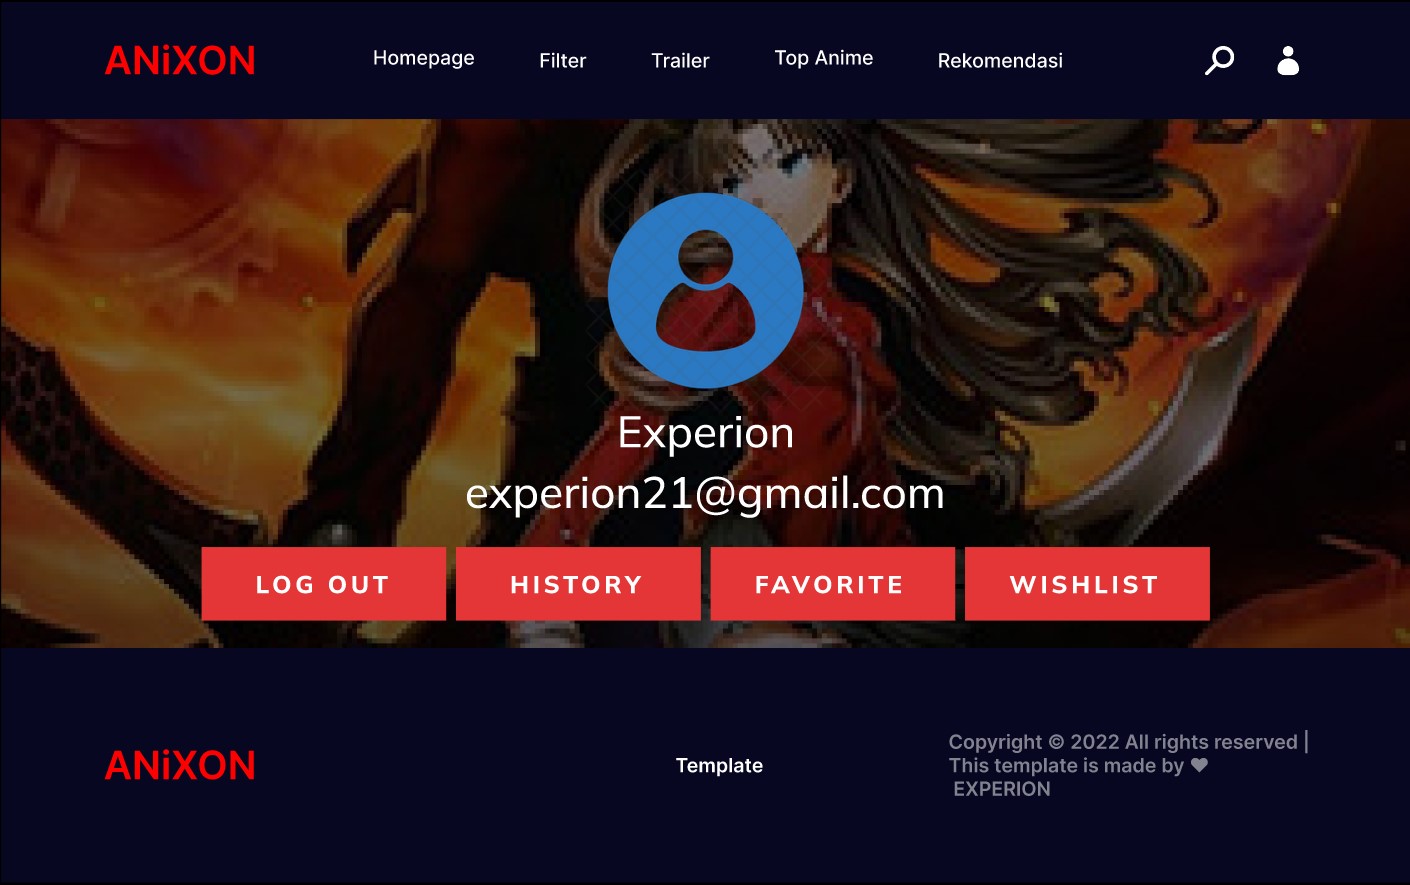 ANiXON
Homepage
Filter
Trailer
Top Anime
Rekomendasi
Experion
experion21@gmail.com
LOG OUT
HISTORY
FAVORITE
WISHLIST
ANiXON
Template
Copyright © 2022 All rights reserved |
This template is made by ♥
EXPERION